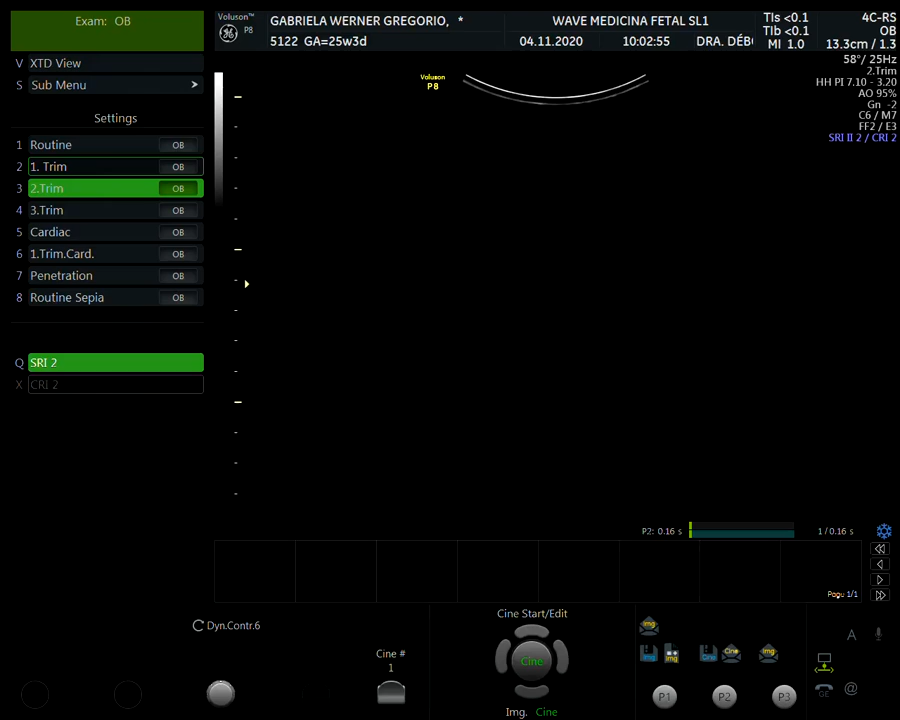 Exam: OB
Voluson™
P8
GABRIELA WERNER GREGORIO, *
WAVE MEDICINA FETAL SL1
TIs <0.1
TIb <0.1
MI 1.0
4C-RS
OB
13.3cm / 1.3
5122 GA=25w3d
04.11.2020
10:02:55
DRA. DÉB
58°/ 25Hz
2.Trim
HH PI 7.10 - 3.20
AO 95%
Gn -2
C6 / M7
FF2 / E3
SRI II 2 / CRI 2
V XTD View
S Sub Menu >
Settings
1 Routine OB
2 1. Trim OB
3 2.Trim OB
4 3.Trim OB
5 Cardiac OB
6 1.Trim.Card. OB
7 Penetration OB
8 Routine Sepia OB
Q SRI 2
X CRI 2
Voluson
P8
P2: 0.16 s
1 / 0.16 s
Page 1/1
Dyn.Contr.6
Cine #
1
Cine Start/Edit
Cine
Img. Cine
Img
Img
Img
Cine
Cine
Img
P1
P2
P3
A
GE
@